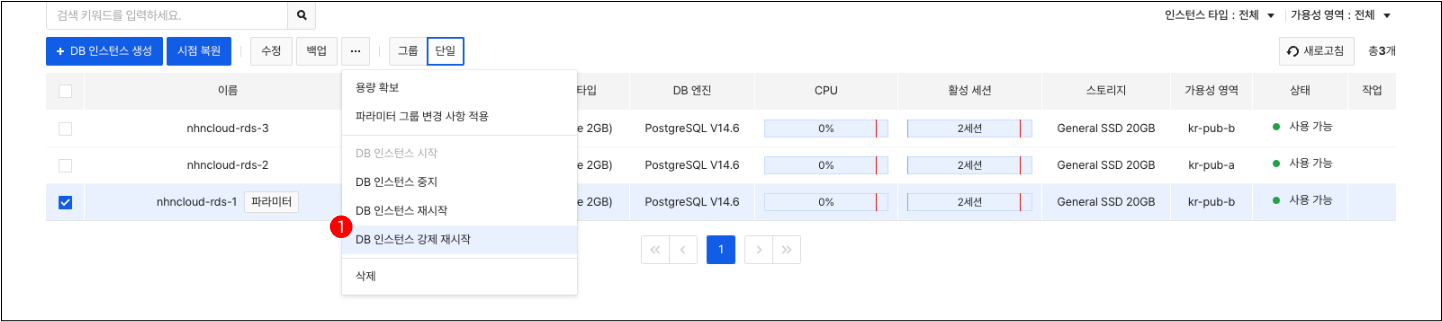 검색 키워드를 입력하세요.
인스턴스 타입 : 전체 가용성 영역 : 전체
+ DB 인스턴스 생성 시점 복원 수정 백업 ... 그룹 단일 새로고침 총3개
이름 타입 DB 엔진 CPU 활성 세션 스토리지 가용성 영역 상태 작업
nhncloud-rds-3 e 2GB) PostgreSQL V14.6 0% 2세션 General SSD 20GB kr-pub-b 사용 가능
nhncloud-rds-2 e 2GB) PostgreSQL V14.6 0% 2세션 General SSD 20GB kr-pub-a 사용 가능
nhncloud-rds-1 파라미터 e 2GB) PostgreSQL V14.6 0% 2세션 General SSD 20GB kr-pub-b 사용 가능
용량 확보
파라미터 그룹 변경 사항 적용
DB 인스턴스 시작
DB 인스턴스 중지
DB 인스턴스 재시작
1
DB 인스턴스 강제 재시작
삭제
« ‹ 1 › »